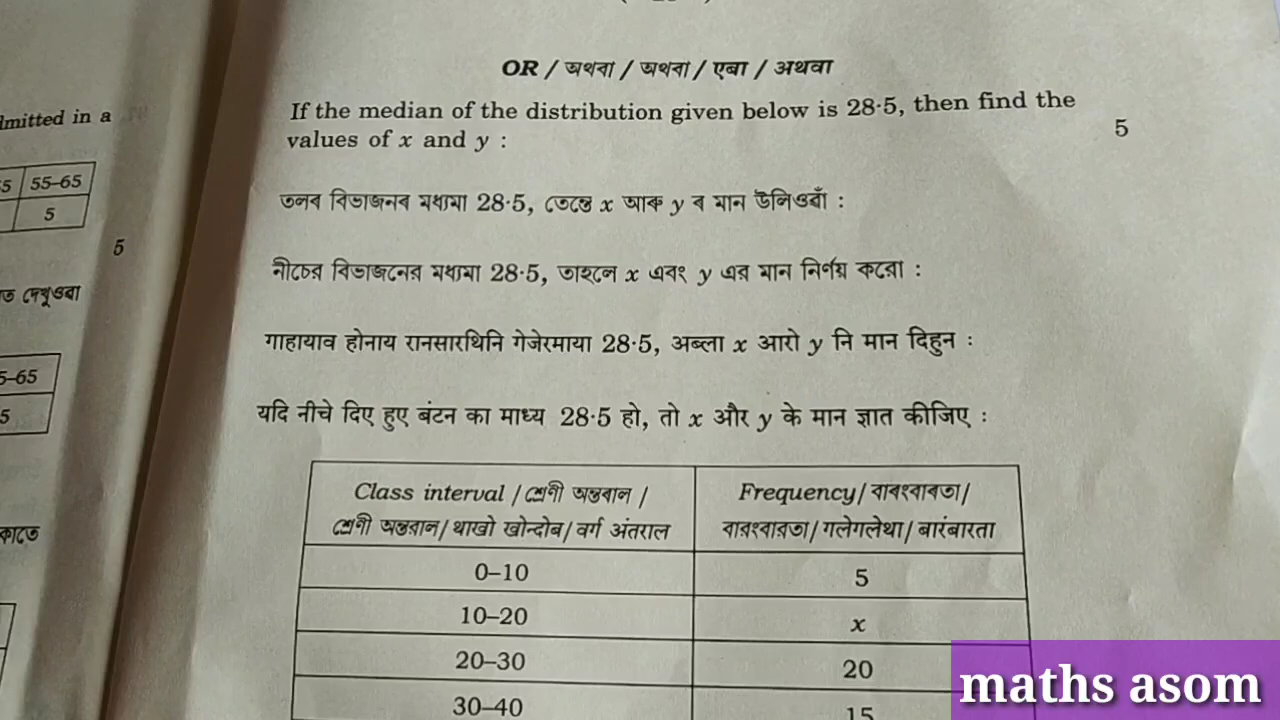 OR / অথবা / অথবা / एबा / अथवा
If the median of the distribution given below is 28·5, then find the
values of x and y :
5
তলৰ বিভাজনৰ মধ্যমা 28·5, তেন্তে x আৰু y ৰ মান উলিওৱাঁ :
নীচের বিভাজনের মধ্যমা 28·5, তাহলে x এবং y এর মান নির্ণয় করো :
गाहायाव होनाय रानसारथिनि गेजेरमाया 28·5, अब्ला x आरो y नि मान दिहुन :
यदि नीचे दिए हुए बंटन का माध्य 28·5 हो, तो x और y के मान ज्ञात कीजिए :
Class interval / শ্ৰেণী অন্তৰাল /
শ্রেণী অন্তরাল / थाखो खोन्दोब / वर्ग अंतराल
Frequency / বাৰংবাৰতা /
বারংবারতা / गलेगलेथा / बारंबारता
0–10 5
10–20 x
20–30 20
30–40 15
lmitted in a
5 55–65
5
5
দেখুওৱা
5–65
5
maths asom